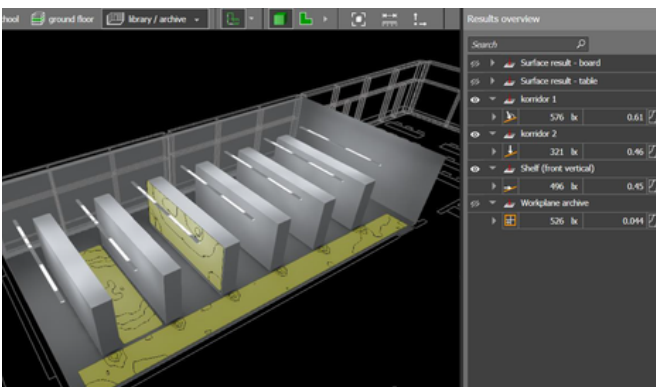 hool ground floor library / archive
Results overview
Search
Surface result - board
Surface result - table
korridor 1
576 lx 0.61
korridor 2
321 lx 0.46
Shelf (front vertical)
496 lx 0.45
Workplane archive
526 lx 0.044